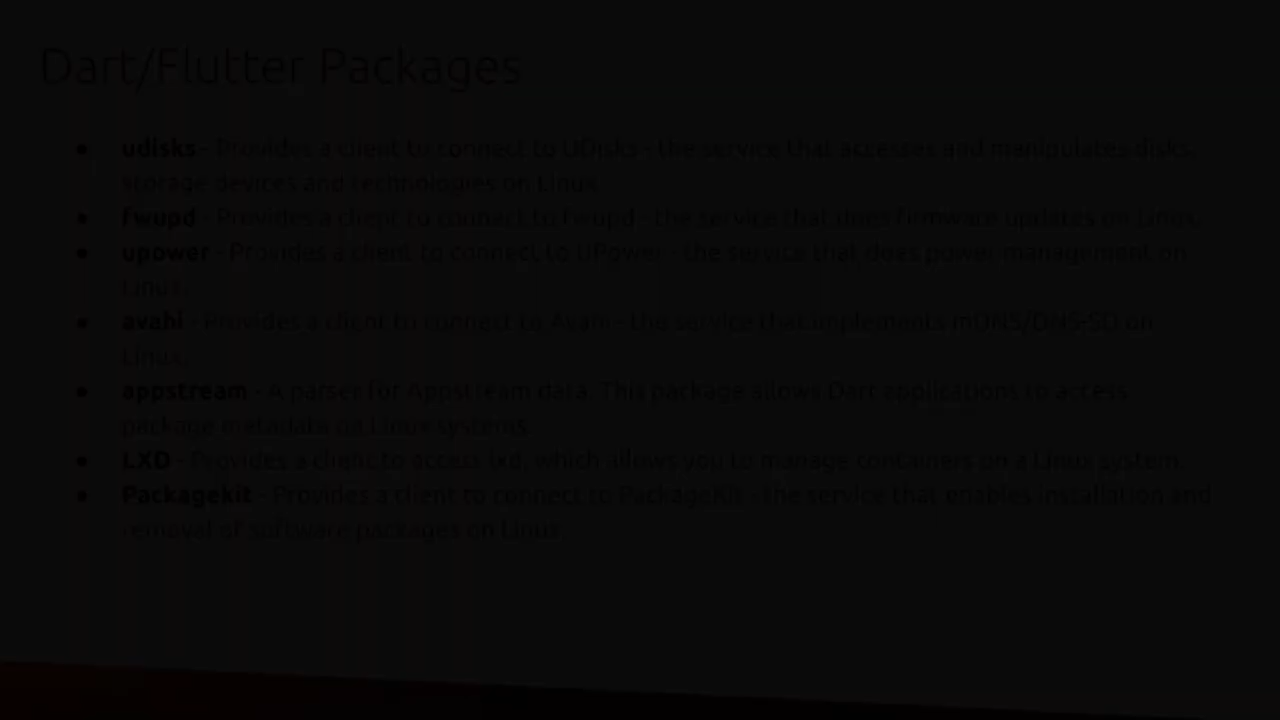 Dart/Flutter Packages
● udisks - Provides a client to connect to UDisks - the service that accesses and manipulates disks,
storage devices and technologies on Linux.
● fwupd - Provides a client to connect to fwupd - the service that does firmware updates on Linux.
● upower - Provides a client to connect to UPower - the service that does power management on
Linux.
● avahi - Provides a client to connect to Avahi - the service that implements mDNS/DNS-SD on
Linux.
● appstream - A parser for Appstream data. This package allows Dart applications to access
package metadata on Linux systems.
● LXD - Provides a client to access lxd, which allows you to manage containers on a Linux system.
● Packagekit - Provides a client to connect to PackageKit - the service that enables installation and
removal of software packages on Linux.